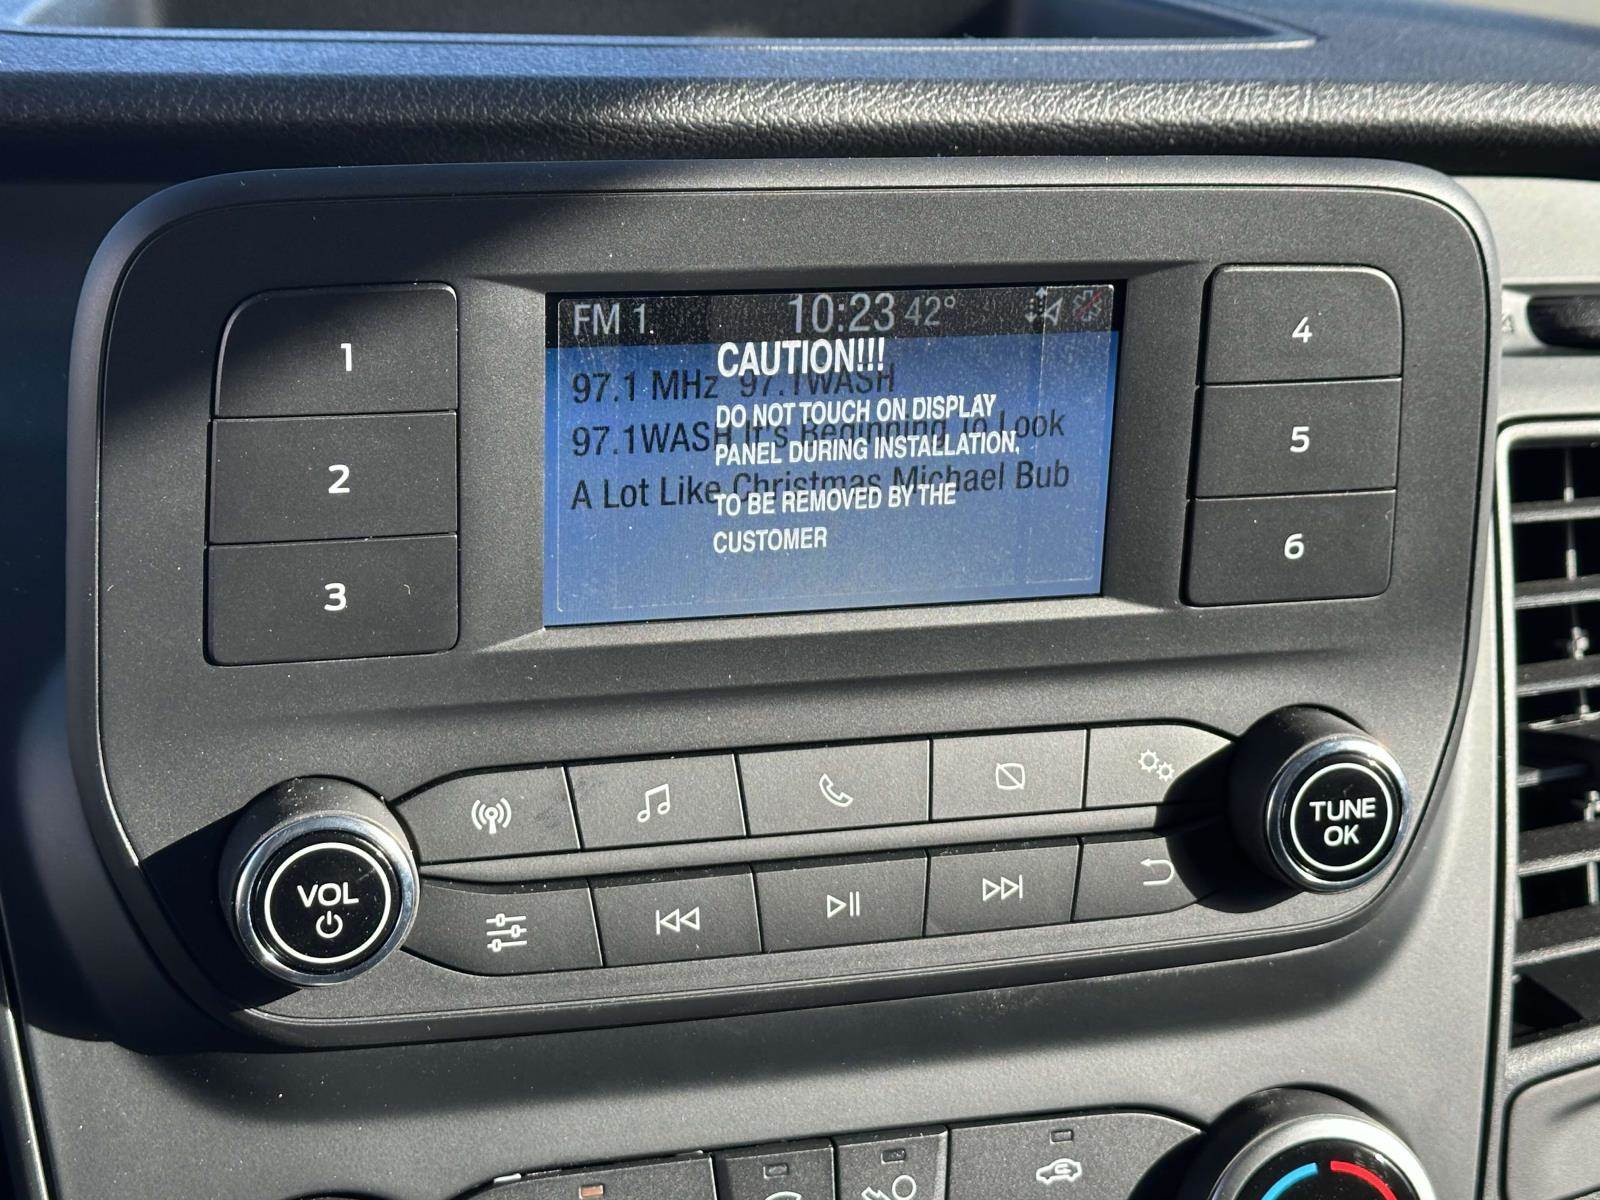 FM 1 10:23 42°
CAUTION!!!
97.1 MHz 97.1WASH
DO NOT TOUCH ON DISPLAY
97.1WASH It's Beginning To Look
PANEL DURING INSTALLATION,
A Lot Like Christmas Michael Bub
TO BE REMOVED BY THE
CUSTOMER
1
2
3
4
5
6
VOL
TUNE
OK